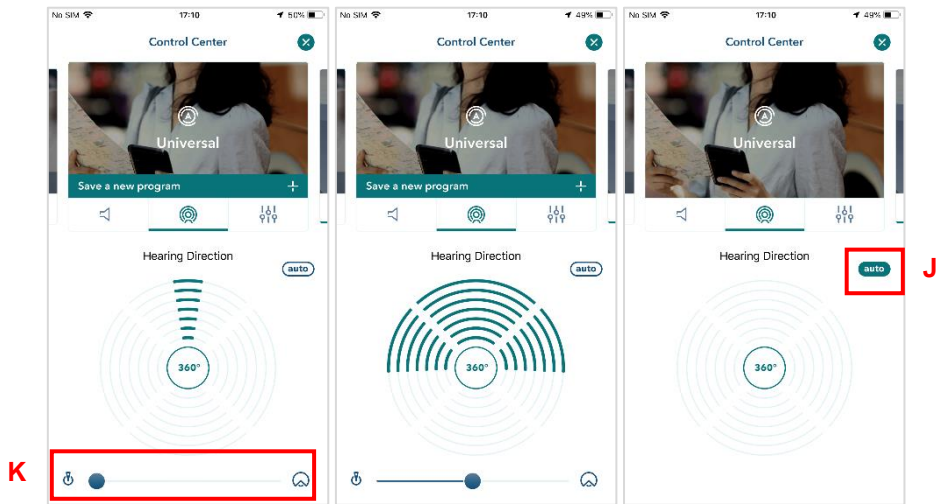 No SIM 17:10 50%
Control Center
A
Universal
Save a new program +
Hearing Direction
auto
360°
K
No SIM 17:10 49%
Control Center
A
Universal
Save a new program +
Hearing Direction
auto
360°
No SIM 17:10 49%
Control Center
A
Universal
Hearing Direction
auto
J
360°